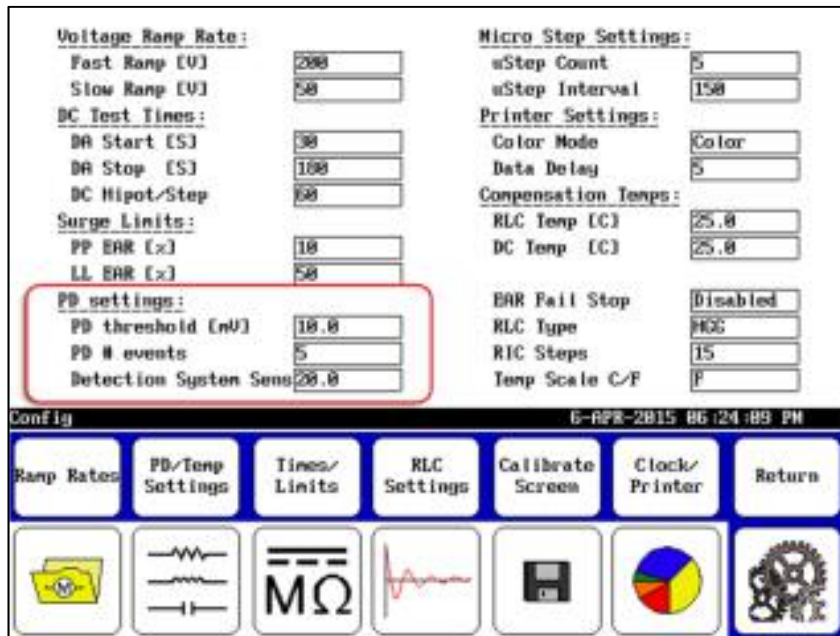 Voltage Ramp Rate:
Fast Ramp [V] 200
Slow Ramp [V] 50
DC Test Times:
DA Start [S] 30
DA Stop [S] 180
DC Hipot/Step 60
Surge Limits:
PP EAR [x] 10
LL EAR [x] 50
PD settings:
PD threshold [mV] 10.0
PD # events 5
Detection System Sens 20.0
Micro Step Settings:
uStep Count 5
uStep Interval 150
Printer Settings:
Color Mode Color
Data Delay 5
Compensation Temps:
RLC Temp [C] 25.0
DC Temp [C] 25.0
EAR Fail Stop Disabled
RLC Type
RIC Steps 15
Temp Scale C/F F
Config 6-APR-2015 06:24:09 PM
Ramp Rates
PD/Temp Settings
Times/ Limits
RLC Settings
Calibrate Screen
Clock/ Printer
Return
M
MΩ